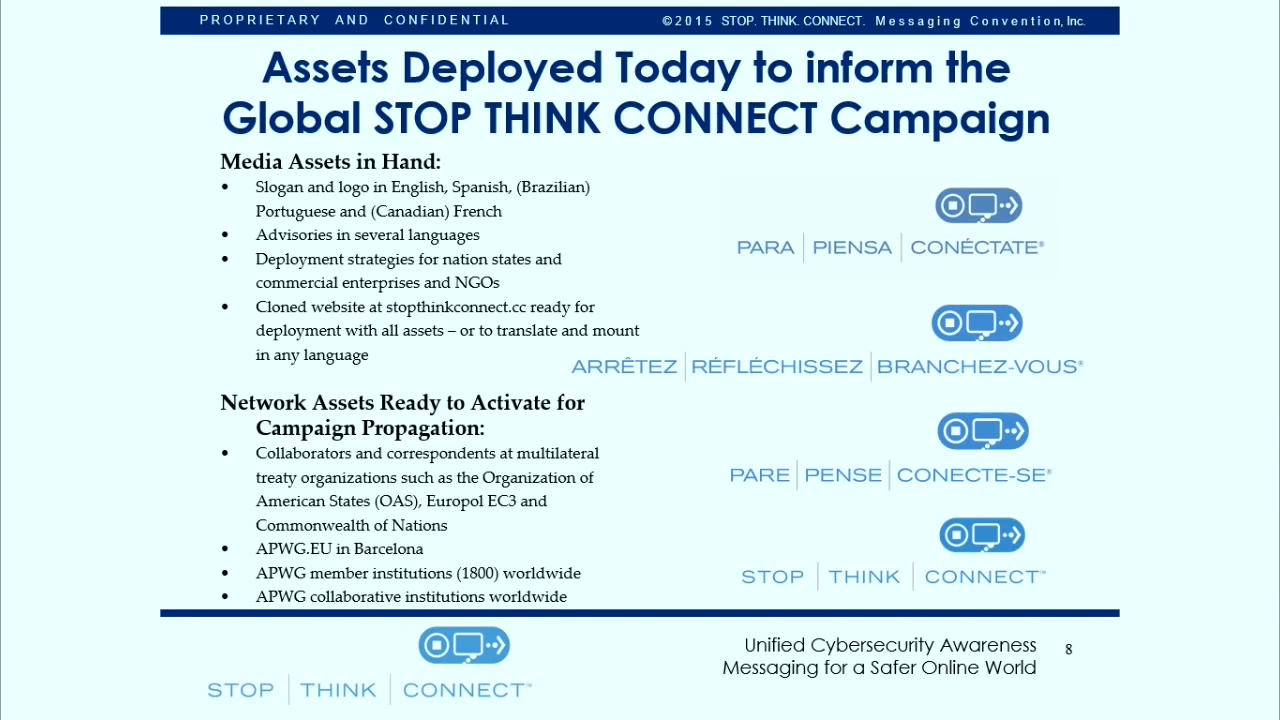 PROPRIETARY AND CONFIDENTIAL
©2015 STOP. THINK. CONNECT. Messaging Convention, Inc.
Assets Deployed Today to inform the
Global STOP THINK CONNECT Campaign
Media Assets in Hand:
• Slogan and logo in English, Spanish, (Brazilian)
Portuguese and (Canadian) French
• Advisories in several languages
• Deployment strategies for nation states and
commercial enterprises and NGOs
• Cloned website at stopthinkconnect.cc ready for
deployment with all assets – or to translate and mount
in any language
Network Assets Ready to Activate for
Campaign Propagation:
• Collaborators and correspondents at multilateral
treaty organizations such as the Organization of
American States (OAS), Europol EC3 and
Commonwealth of Nations
• APWG.EU in Barcelona
• APWG member institutions (1800) worldwide
• APWG collaborative institutions worldwide
PARA | PIENSA | CONÉCTATE®
ARRÊTEZ | RÉFLÉCHISSEZ | BRANCHEZ-VOUS®
PARE | PENSE | CONECTE-SE®
STOP | THINK | CONNECT™
STOP | THINK | CONNECT™
Unified Cybersecurity Awareness
Messaging for a Safer Online World
8